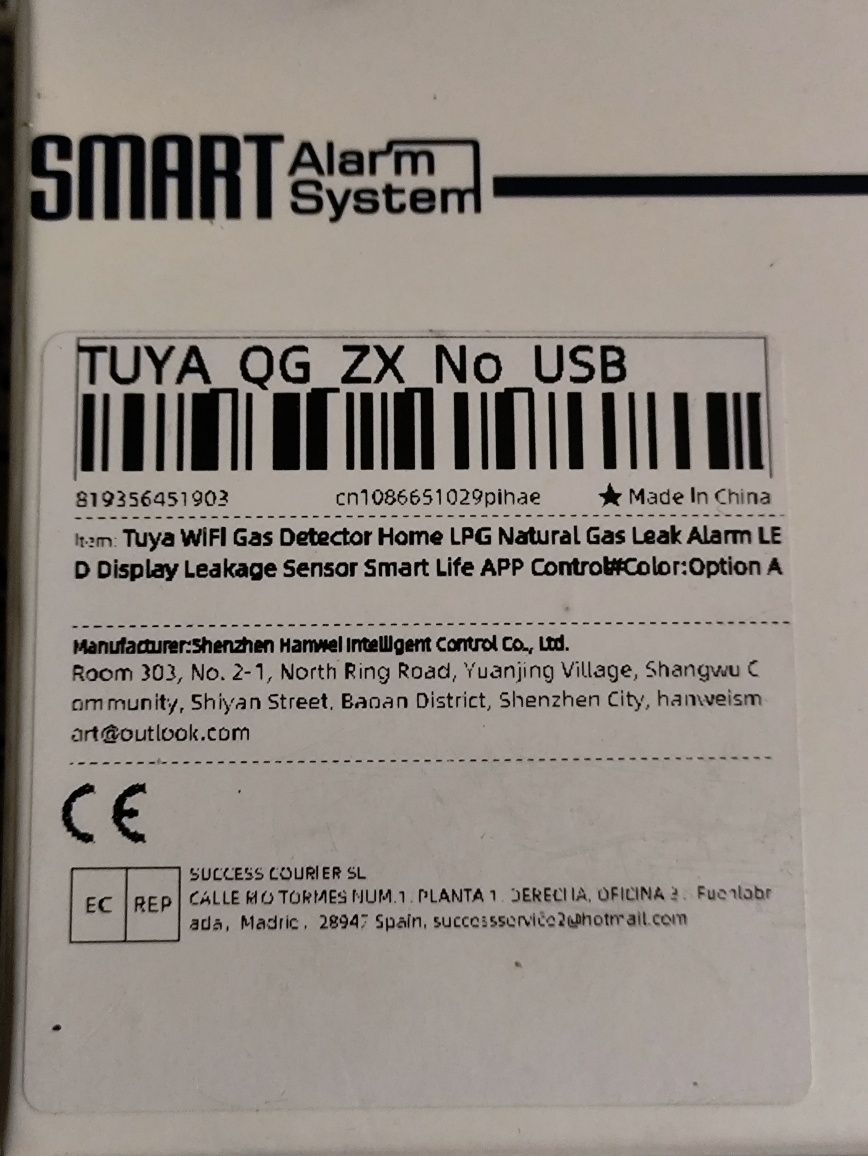 SMART Alarm System
TUYA QG ZX No USB
819356451903 cn1086651029pihae ★ Made In China
Item: Tuya WiFi Gas Detector Home LPG Natural Gas Leak Alarm LE
D Display Leakage Sensor Smart Life APP Control#Color:Option A
Manufacturer:Shenzhen Hanwei Intelligent Control Co., Ltd.
Room 303, No. 2-1, North Ring Road, Yuanjing Village, Shangwu C
ommunity, Shiyan Street, Baoan District, Shenzhen City, hanweism
art@outlook.com
CE
EC REP
SUCCESS COURIER SL
CALLE TORMES NUM.1, PLANTA 1, DERECHA, OFICINA Fuenlabr
ada, Madrid, 28947 Spain, successservice2@hotmail.com